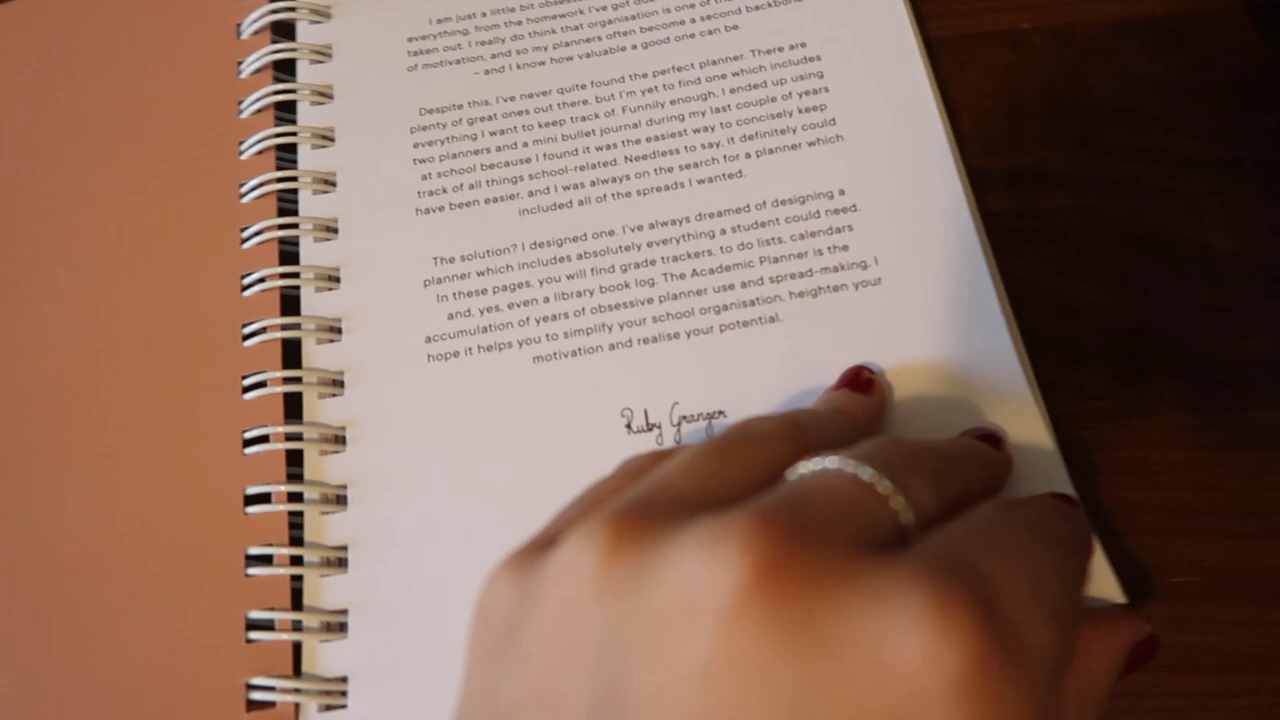 I am just a little bit obsess
everything, from the homework I've got due
taken out. I really do think that organisation is one of the
of motivation, and so my planners often become a second backbone
– and I know how valuable a good one can be.
Despite this, I've never quite found the perfect planner. There are
plenty of great ones out there, but I'm yet to find one which includes
everything I want to keep track of. Funnily enough, I ended up using
two planners and a mini bullet journal during my last couple of years
at school because I found it was the easiest way to concisely keep
track of all things school-related. Needless to say, it definitely could
have been easier, and I was always on the search for a planner which
included all of the spreads I wanted.
The solution? I designed one. I've always dreamed of designing a
planner which includes absolutely everything a student could need.
In these pages, you will find grade trackers, to do lists, calendars
and, yes, even a library book log. The Academic Planner is the
accumulation of years of obsessive planner use and spread-making. I
hope it helps you to simplify your school organisation, heighten your
motivation and realise your potential.
Ruby Granger